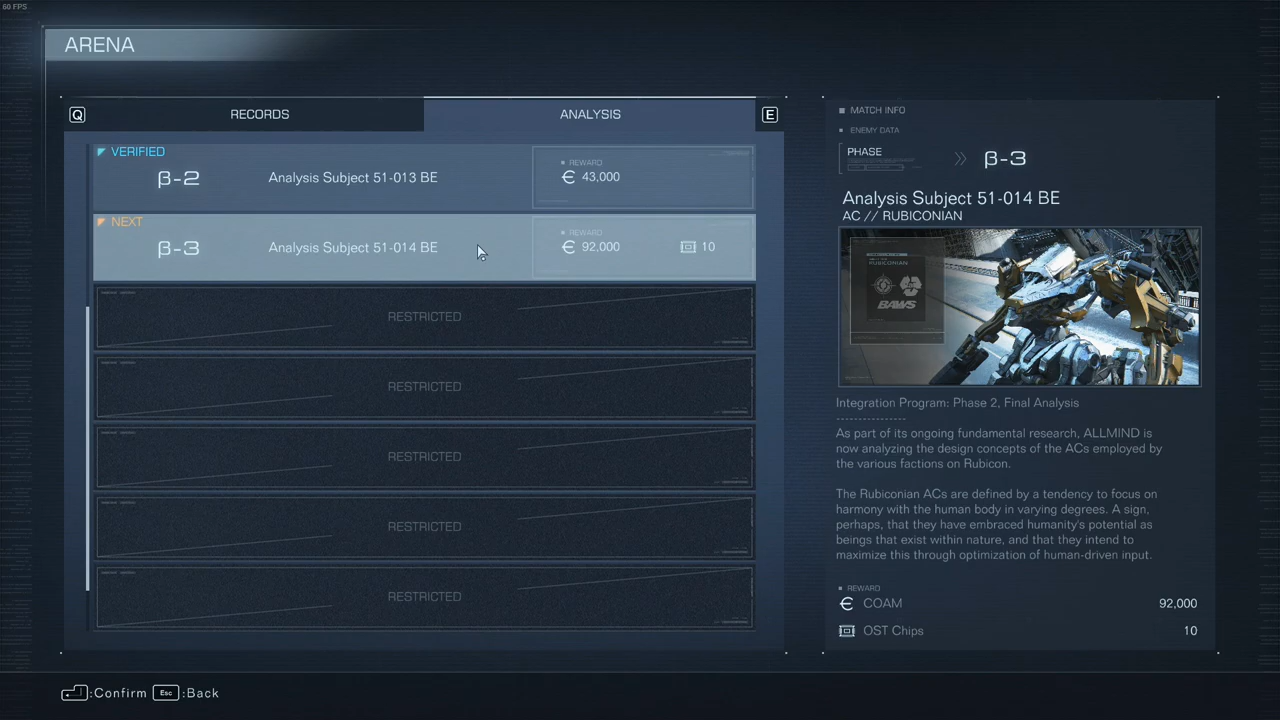 60 FPS
ARENA
Q
RECORDS
ANALYSIS
E
VERIFIED
β-2
Analysis Subject 51-013 BE
REWARD
43,000
NEXT
β-3
Analysis Subject 51-014 BE
REWARD
92,000
10
RESTRICTED
RESTRICTED
RESTRICTED
RESTRICTED
RESTRICTED
MATCH INFO
ENEMY DATA
PHASE
β-3
Analysis Subject 51-014 BE
AC // RUBICONIAN
RUBICONIAN
BAWS
Integration Program: Phase 2, Final Analysis
As part of its ongoing fundamental research, ALLMIND is
now analyzing the design concepts of the ACs employed by
the various factions on Rubicon.
The Rubiconian ACs are defined by a tendency to focus on
harmony with the human body in varying degrees. A sign,
perhaps, that they have embraced humanity's potential as
beings that exist within nature, and that they intend to
maximize this through optimization of human-driven input.
REWARD
COAM 92,000
OST Chips 10
:Confirm Esc :Back